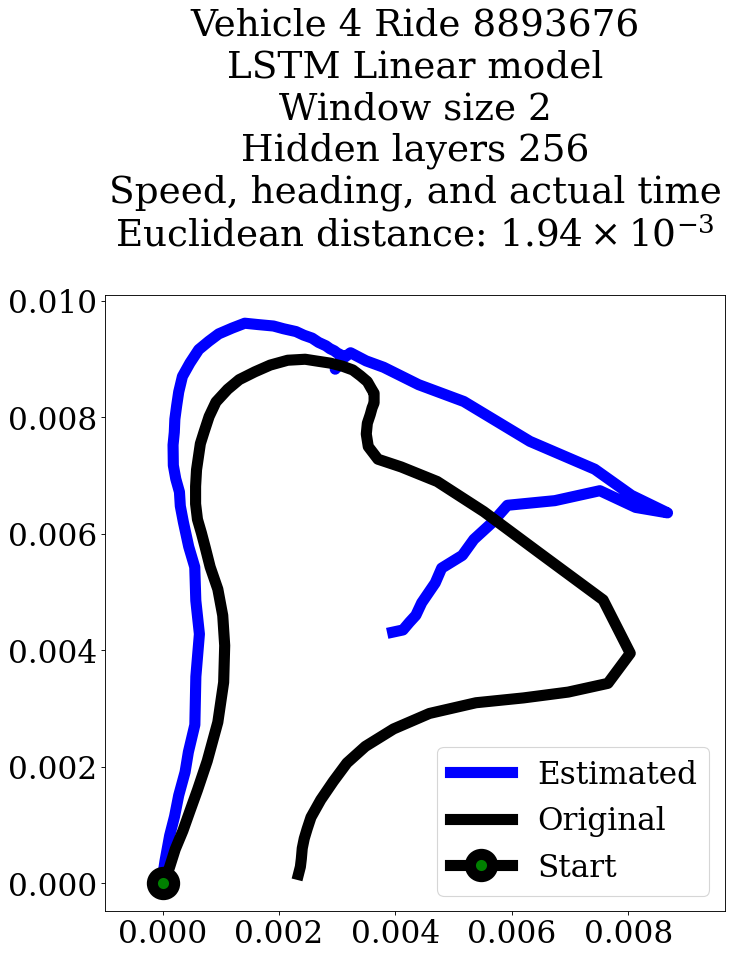 Vehicle 4 Ride 8893676
LSTM Linear model
Window size 2
Hidden layers 256
Speed, heading, and actual time
Euclidean distance: 1.94 × 10⁻³
0.010
0.008
0.006
0.004
0.002
0.000
Estimated
Original
Start
0.000 0.002 0.004 0.006 0.008